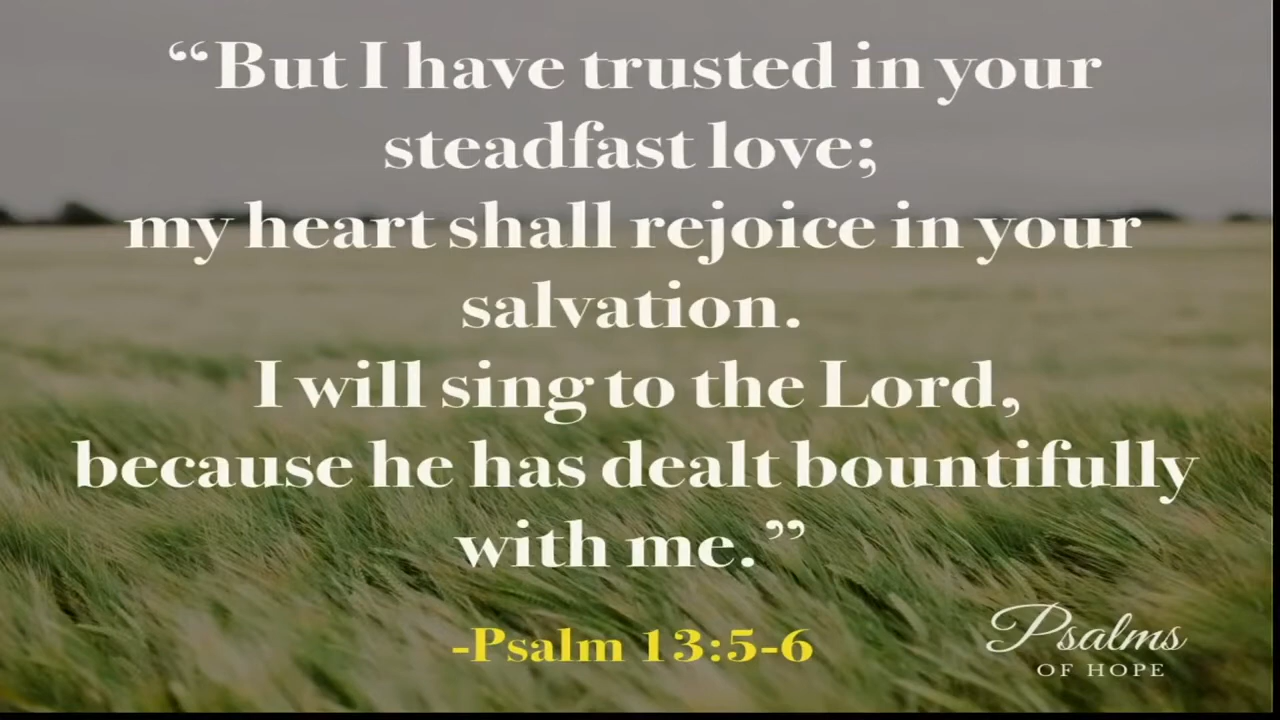 “But I have trusted in your
steadfast love;
my heart shall rejoice in your
salvation.
I will sing to the Lord,
because he has dealt bountifully
with me.”
-Psalm 13:5-6
Psalms
OF HOPE